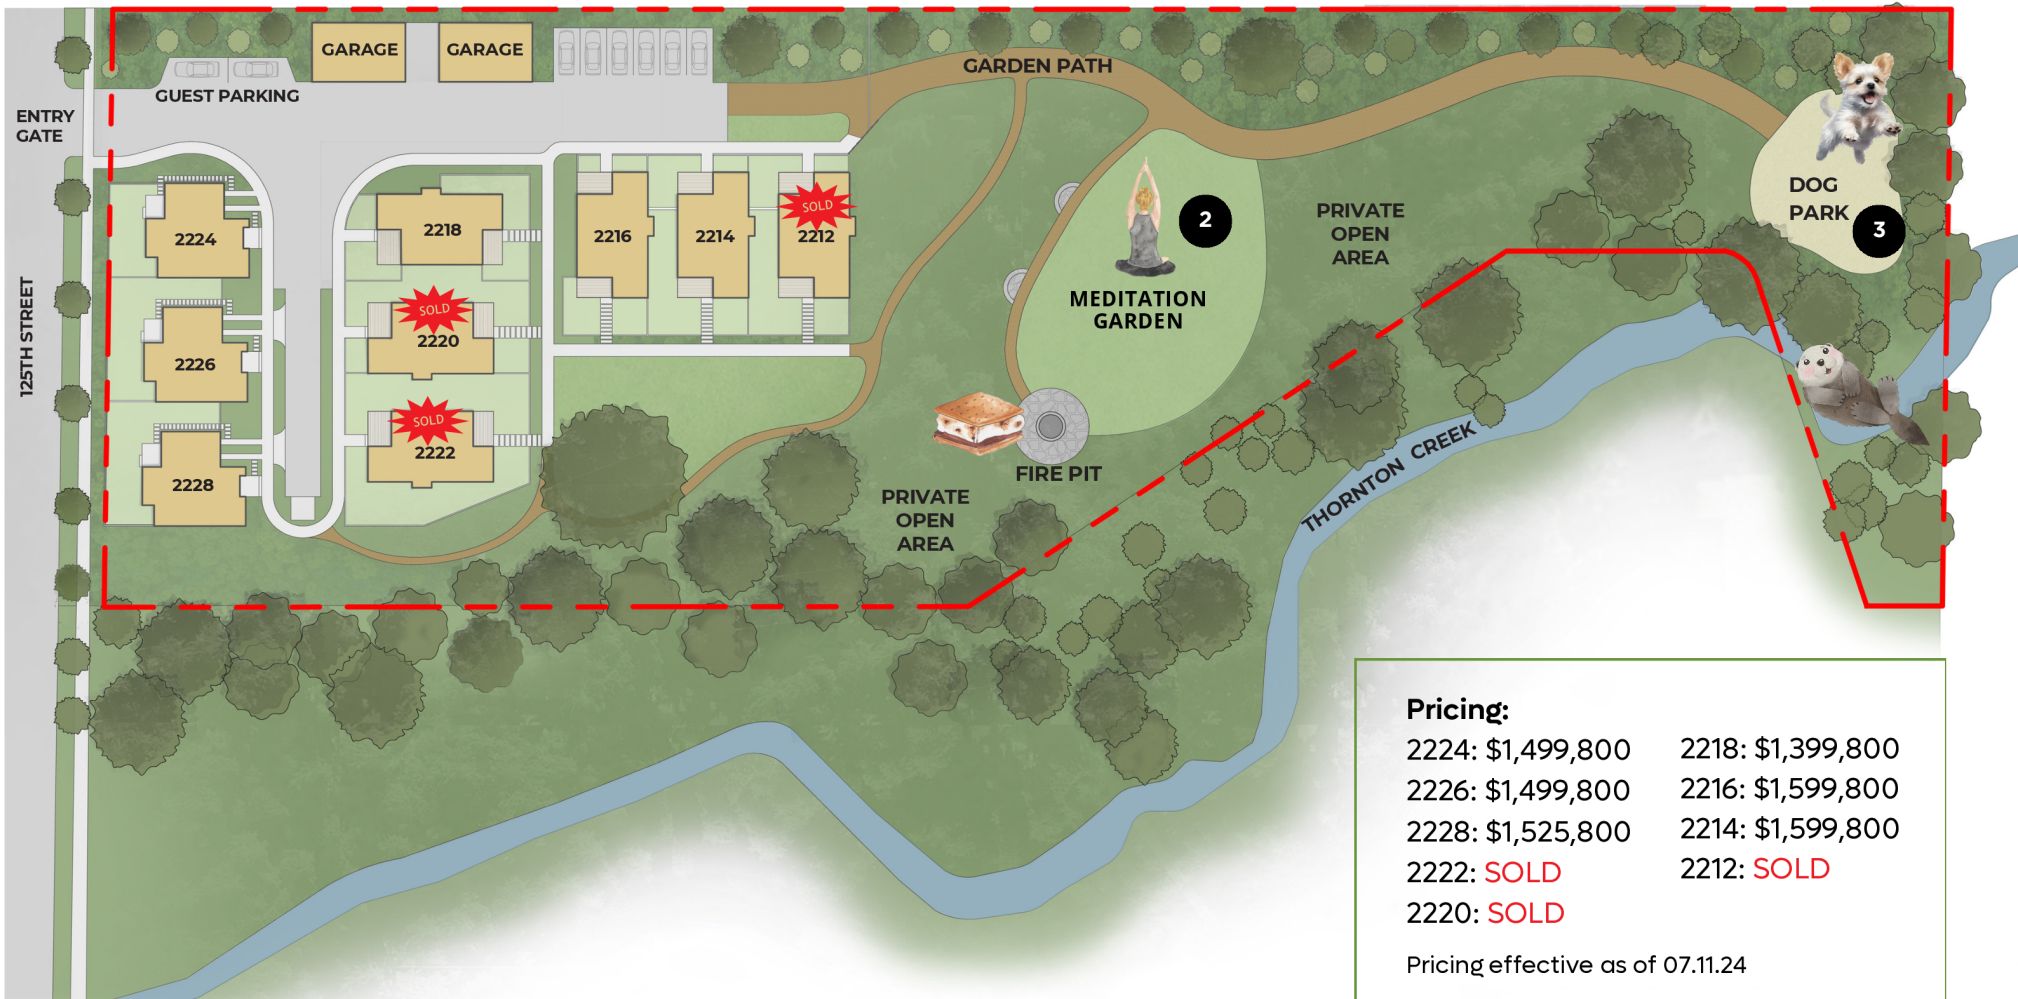 GARAGE
GARAGE
GUEST PARKING
ENTRY
GATE
125TH STREET
GARDEN PATH
2224
2226
2228
2218
SOLD
2220
SOLD
2222
2216
2214
SOLD
2212
2
MEDITATION
GARDEN
PRIVATE
OPEN
AREA
DOG
PARK
3
FIRE PIT
PRIVATE
OPEN
AREA
THORNTON CREEK
Pricing:
2224: $1,499,800
2226: $1,499,800
2228: $1,525,800
2222: SOLD
2220: SOLD
2218: $1,399,800
2216: $1,599,800
2214: $1,599,800
2212: SOLD
Pricing effective as of 07.11.24